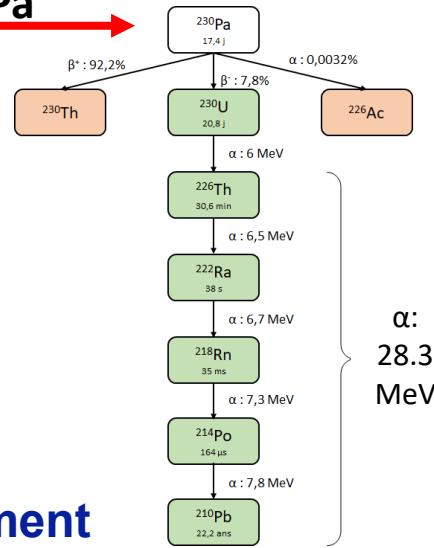 Pa
²³⁰Pa
17,4 j
β⁺ : 92,2%
β⁻ : 7,8%
α : 0,0032%
²³⁰Th
²³⁰U
20,8 j
²²⁶Ac
α : 6 MeV
²²⁶Th
30,6 min
α : 6,5 MeV
²²²Ra
38 s
α : 6,7 MeV
²¹⁸Rn
35 ms
α : 7,3 MeV
²¹⁴Po
164 µs
α : 7,8 MeV
²¹⁰Pb
22,2 ans
α:
28.3
MeV
ment